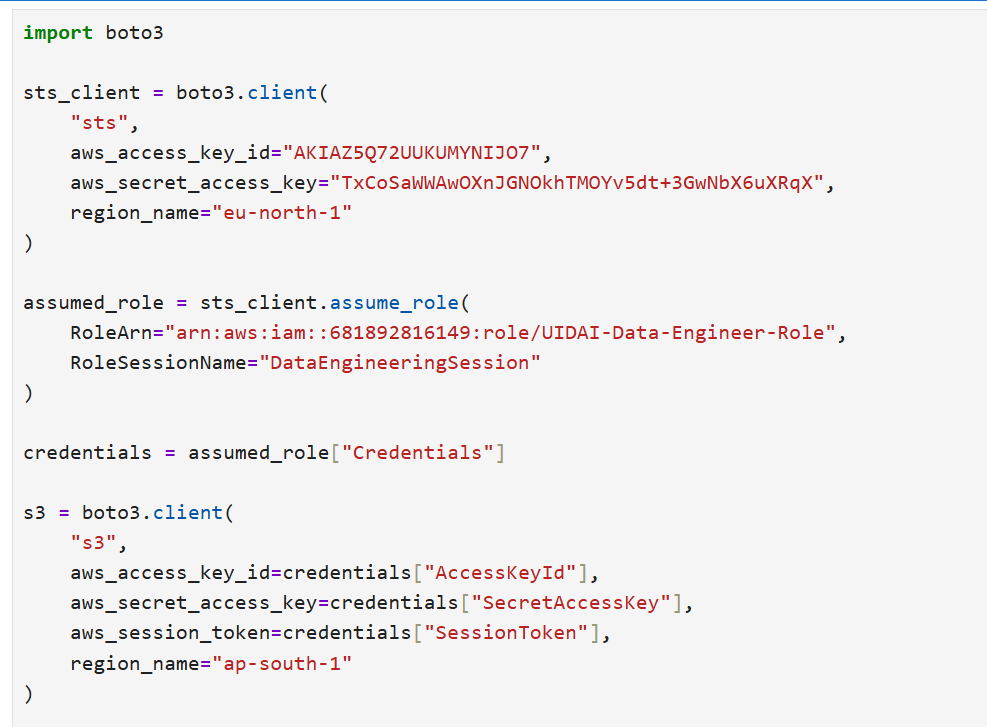 import boto3

sts_client = boto3.client(
    "sts",
    aws_access_key_id="AKIAZ5Q72UUKUMYNIJO7",
    aws_secret_access_key="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",
    region_name="eu-north-1"
)

assumed_role = sts_client.assume_role(
    RoleArn="arn:aws:iam::681892816149:role/UIDAI-Data-Engineer-Role",
    RoleSessionName="DataEngineeringSession"
)

credentials = assumed_role["Credentials"]

s3 = boto3.client(
    "s3",
    aws_access_key_id=credentials["AccessKeyId"],
    aws_secret_access_key=credentials["SecretAccessKey"],
    aws_session_token=credentials["SessionToken"],
    region_name="ap-south-1"
)